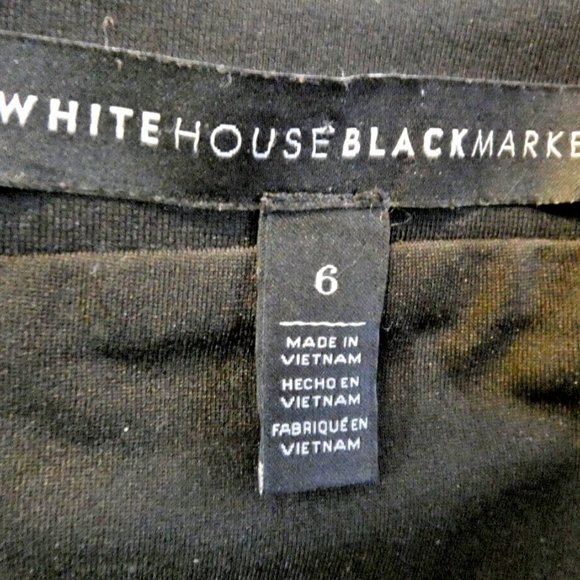 WHITE HOUSE BLACK MARKE
6
MADE IN
VIETNAM
HECHO EN
VIETNAM
FABRIQUÉ EN
VIETNAM